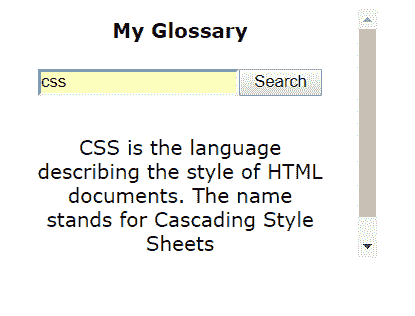 My Glossary
css Search
CSS is the language
describing the style of HTML
documents. The name
stands for Cascading Style
Sheets